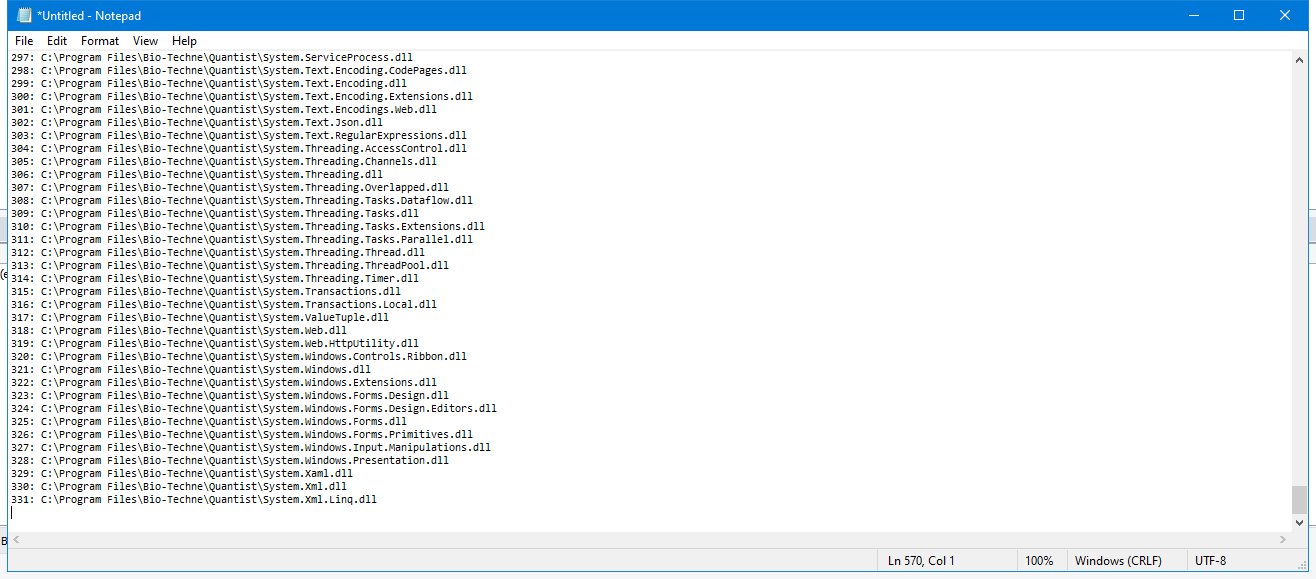 *Untitled - Notepad
File Edit Format View Help
297: C:\Program Files\Bio-Techne\Quantist\System.ServiceProcess.dll
298: C:\Program Files\Bio-Techne\Quantist\System.Text.Encoding.CodePages.dll
299: C:\Program Files\Bio-Techne\Quantist\System.Text.Encoding.dll
300: C:\Program Files\Bio-Techne\Quantist\System.Text.Encoding.Extensions.dll
301: C:\Program Files\Bio-Techne\Quantist\System.Text.Encodings.Web.dll
302: C:\Program Files\Bio-Techne\Quantist\System.Text.Json.dll
303: C:\Program Files\Bio-Techne\Quantist\System.Text.RegularExpressions.dll
304: C:\Program Files\Bio-Techne\Quantist\System.Threading.AccessControl.dll
305: C:\Program Files\Bio-Techne\Quantist\System.Threading.Channels.dll
306: C:\Program Files\Bio-Techne\Quantist\System.Threading.dll
307: C:\Program Files\Bio-Techne\Quantist\System.Threading.Overlapped.dll
308: C:\Program Files\Bio-Techne\Quantist\System.Threading.Tasks.Dataflow.dll
309: C:\Program Files\Bio-Techne\Quantist\System.Threading.Tasks.dll
310: C:\Program Files\Bio-Techne\Quantist\System.Threading.Tasks.Extensions.dll
311: C:\Program Files\Bio-Techne\Quantist\System.Threading.Tasks.Parallel.dll
312: C:\Program Files\Bio-Techne\Quantist\System.Threading.Thread.dll
313: C:\Program Files\Bio-Techne\Quantist\System.Threading.ThreadPool.dll
314: C:\Program Files\Bio-Techne\Quantist\System.Threading.Timer.dll
315: C:\Program Files\Bio-Techne\Quantist\System.Transactions.dll
316: C:\Program Files\Bio-Techne\Quantist\System.Transactions.Local.dll
317: C:\Program Files\Bio-Techne\Quantist\System.ValueTuple.dll
318: C:\Program Files\Bio-Techne\Quantist\System.Web.dll
319: C:\Program Files\Bio-Techne\Quantist\System.Web.HttpUtility.dll
320: C:\Program Files\Bio-Techne\Quantist\System.Windows.Controls.Ribbon.dll
321: C:\Program Files\Bio-Techne\Quantist\System.Windows.dll
322: C:\Program Files\Bio-Techne\Quantist\System.Windows.Extensions.dll
323: C:\Program Files\Bio-Techne\Quantist\System.Windows.Forms.Design.dll
324: C:\Program Files\Bio-Techne\Quantist\System.Windows.Forms.Design.Editors.dll
325: C:\Program Files\Bio-Techne\Quantist\System.Windows.Forms.dll
326: C:\Program Files\Bio-Techne\Quantist\System.Windows.Forms.Primitives.dll
327: C:\Program Files\Bio-Techne\Quantist\System.Windows.Input.Manipulations.dll
328: C:\Program Files\Bio-Techne\Quantist\System.Windows.Presentation.dll
329: C:\Program Files\Bio-Techne\Quantist\System.Xaml.dll
330: C:\Program Files\Bio-Techne\Quantist\System.Xml.dll
331: C:\Program Files\Bio-Techne\Quantist\System.Xml.Linq.dll
Ln 570, Col 1 100% Windows (CRLF) UTF-8